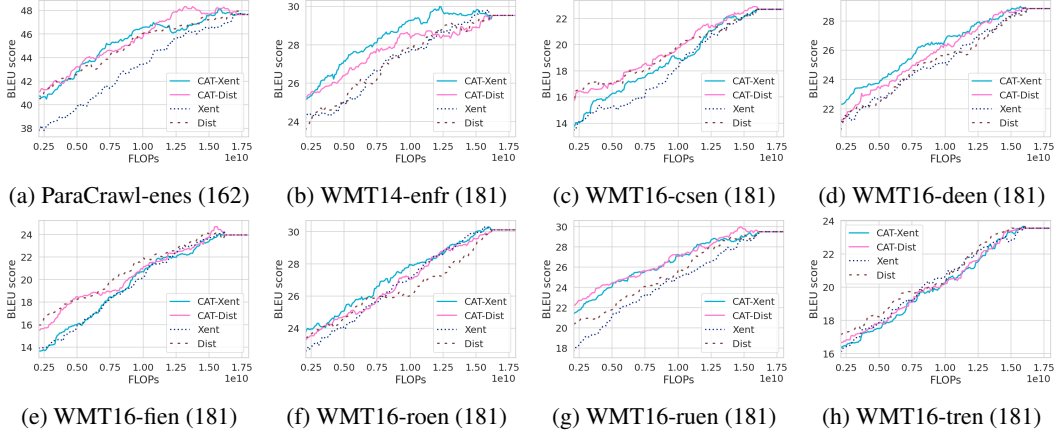 48
46
44
42
40
38
BLEU score
CAT-Xent
CAT-Dist
Xent
Dist
0.25 0.50 0.75 1.00 1.25 1.50 1.75
FLOPs
1e10
(a) ParaCrawl-enes (162)
30
28
26
24
BLEU score
CAT-Xent
CAT-Dist
Xent
Dist
0.25 0.50 0.75 1.00 1.25 1.50 1.75
FLOPs
1e10
(b) WMT14-enfr (181)
22
20
18
16
14
BLEU score
CAT-Xent
CAT-Dist
Xent
Dist
0.25 0.50 0.75 1.00 1.25 1.50 1.75
FLOPs
1e10
(c) WMT16-csen (181)
28
26
24
22
BLEU score
CAT-Xent
CAT-Dist
Xent
Dist
0.25 0.50 0.75 1.00 1.25 1.50 1.75
FLOPs
1e10
(d) WMT16-deen (181)
24
22
20
18
16
14
BLEU score
CAT-Xent
CAT-Dist
Xent
Dist
0.25 0.50 0.75 1.00 1.25 1.50 1.75
FLOPs
1e10
(e) WMT16-fien (181)
30
28
26
24
BLEU score
CAT-Xent
CAT-Dist
Xent
Dist
0.25 0.50 0.75 1.00 1.25 1.50 1.75
FLOPs
1e10
(f) WMT16-roen (181)
30
28
26
24
22
20
18
BLEU score
CAT-Xent
CAT-Dist
Xent
Dist
0.25 0.50 0.75 1.00 1.25 1.50 1.75
FLOPs
1e10
(g) WMT16-ruen (181)
24
22
20
18
16
BLEU score
CAT-Xent
CAT-Dist
Xent
Dist
0.25 0.50 0.75 1.00 1.25 1.50 1.75
FLOPs
1e10
(h) WMT16-tren (181)